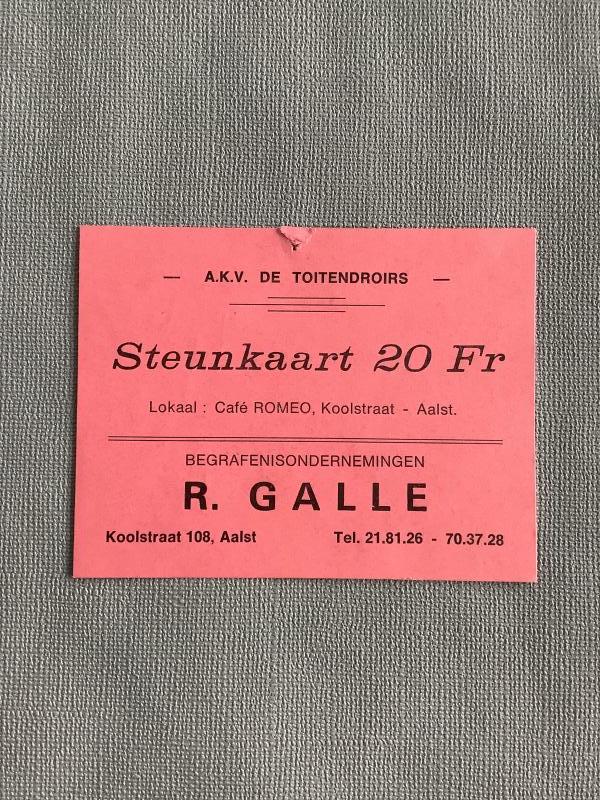 — A.K.V. DE TOITENDROIRS —
Steunkaart 20 Fr
Lokaal : Café ROMEO, Koolstraat - Aalst.
BEGRAFENISONDERNEMINGEN
R. GALLE
Koolstraat 108, Aalst Tel. 21.81.26 - 70.37.28